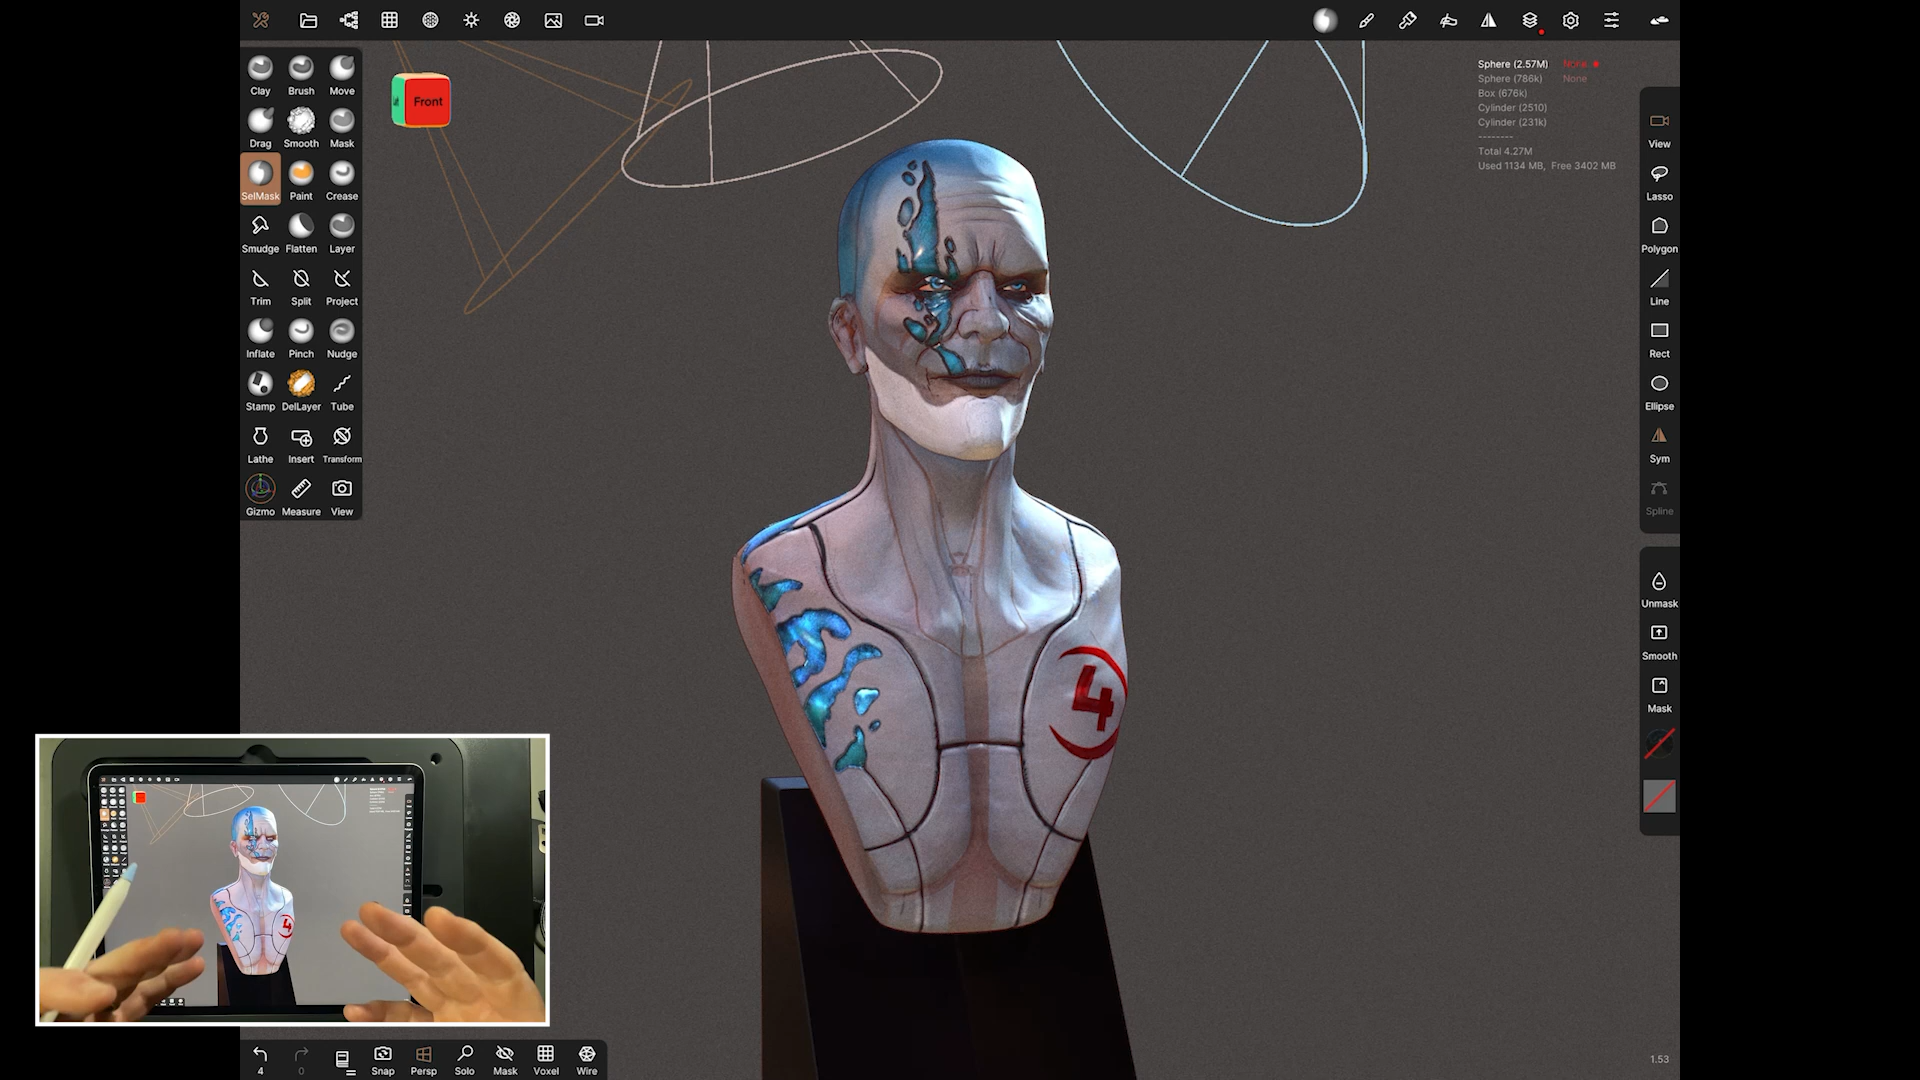 Clay Brush Move
Drag Smooth Mask
SelMask Paint Crease
Smudge Flatten Layer
Trim Split Project
Inflate Pinch Nudge
Stamp DelLayer Tube
Lathe Insert Transform
Gizmo Measure View
Front
Sphere (2.57M) None
Sphere (786k) None
Box (676k)
Cylinder (2510)
Cylinder (231k)
--------
Total 4.27M
Used 1134 MB, Free 3402 MB
View
Lasso
Polygon
Line
Rect
Ellipse
Sym
Spline
Unmask
Smooth
Mask
4
4 0 Snap Persp Solo Mask Voxel Wire
1.53